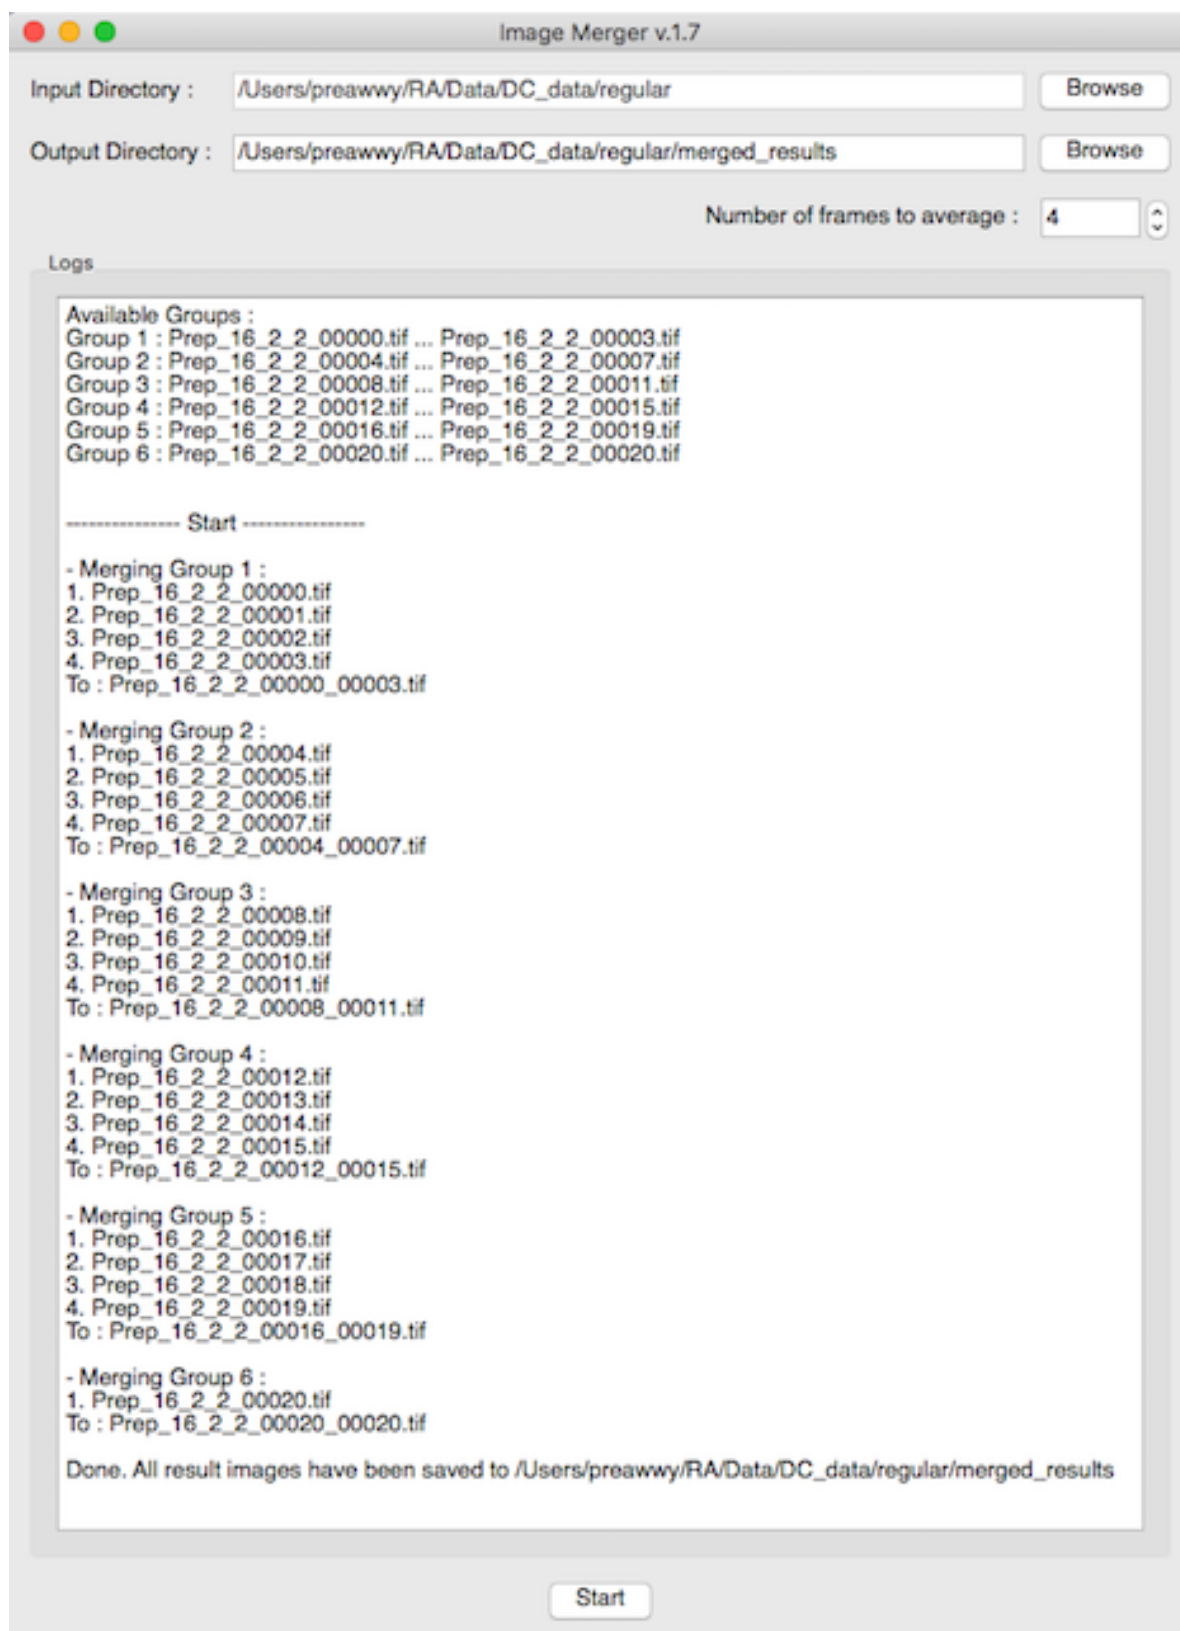 Image Merger v.1.7
Input Directory : /Users/preawwy/RA/Data/DC_data/regular Browse
Output Directory : /Users/preawwy/RA/Data/DC_data/regular/merged_results Browse
Number of frames to average : 4
Logs
Available Groups :
Group 1 : Prep_16_2_2_00000.tif ... Prep_16_2_2_00003.tif
Group 2 : Prep_16_2_2_00004.tif ... Prep_16_2_2_00007.tif
Group 3 : Prep_16_2_2_00008.tif ... Prep_16_2_2_00011.tif
Group 4 : Prep_16_2_2_00012.tif ... Prep_16_2_2_00015.tif
Group 5 : Prep_16_2_2_00016.tif ... Prep_16_2_2_00019.tif
Group 6 : Prep_16_2_2_00020.tif ... Prep_16_2_2_00020.tif
---------------- Start -----------------
- Merging Group 1 :
1. Prep_16_2_2_00000.tif
2. Prep_16_2_2_00001.tif
3. Prep_16_2_2_00002.tif
4. Prep_16_2_2_00003.tif
To : Prep_16_2_2_00000_00003.tif
- Merging Group 2 :
1. Prep_16_2_2_00004.tif
2. Prep_16_2_2_00005.tif
3. Prep_16_2_2_00006.tif
4. Prep_16_2_2_00007.tif
To : Prep_16_2_2_00004_00007.tif
- Merging Group 3 :
1. Prep_16_2_2_00008.tif
2. Prep_16_2_2_00009.tif
3. Prep_16_2_2_00010.tif
4. Prep_16_2_2_00011.tif
To : Prep_16_2_2_00008_00011.tif
- Merging Group 4 :
1. Prep_16_2_2_00012.tif
2. Prep_16_2_2_00013.tif
3. Prep_16_2_2_00014.tif
4. Prep_16_2_2_00015.tif
To : Prep_16_2_2_00012_00015.tif
- Merging Group 5 :
1. Prep_16_2_2_00016.tif
2. Prep_16_2_2_00017.tif
3. Prep_16_2_2_00018.tif
4. Prep_16_2_2_00019.tif
To : Prep_16_2_2_00016_00019.tif
- Merging Group 6 :
1. Prep_16_2_2_00020.tif
To : Prep_16_2_2_00020_00020.tif
Done. All result images have been saved to /Users/preawwy/RA/Data/DC_data/regular/merged_results
Start